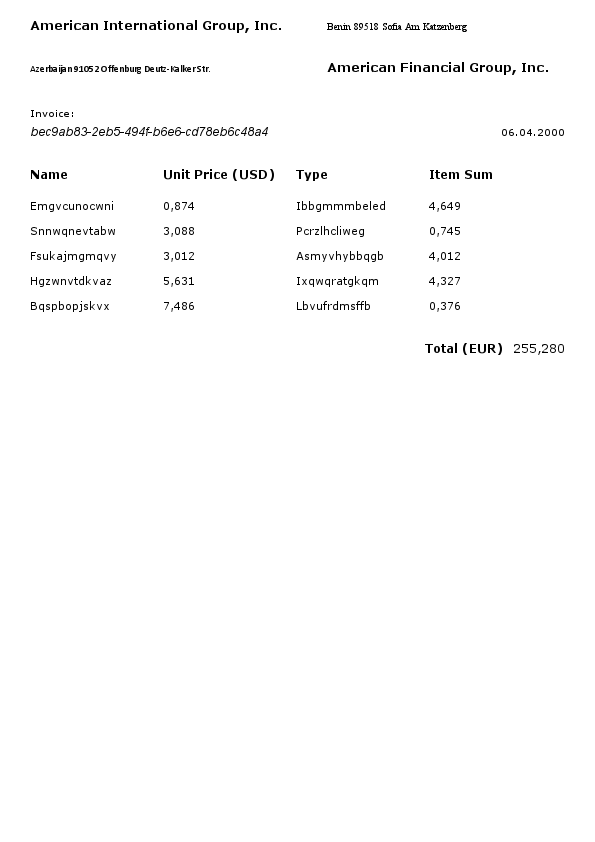 American International Group, Inc.
Benin 89518 Sofia Am Katzenberg
Azerbaijan 91052 Offenburg Deutz-Kalker Str.
American Financial Group, Inc.
Invoice:
bec9ab83-2eb5-494f-b6e6-cd78eb6c48a4
06.04.2000
Name Unit Price (USD) Type Item Sum
Emgvcunocwni 0,874 Ibbgmmmbeled 4,649
Snnwqnevtabw 3,088 Pcrzlhcliweg 0,745
Fsukajmgmqvy 3,012 Asmyvhybbqgb 4,012
Hgzwnvtdkvaz 5,631 Ixqwqratgkqm 4,327
Bqspbopjskvx 7,486 Lbvufrdmsffb 0,376
Total (EUR) 255,280